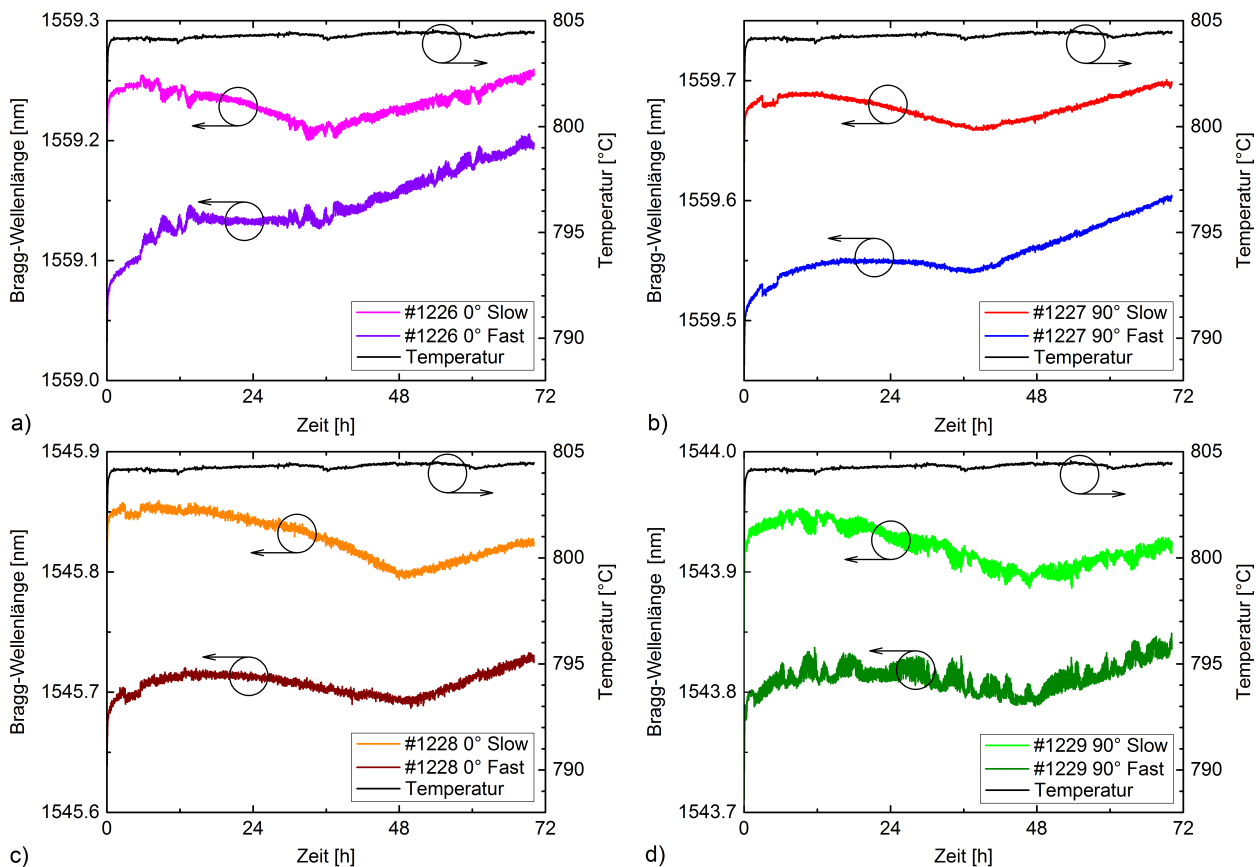 1559.3
1559.2
1559.1
1559.0
Bragg-Wellenlänge [nm]
805
800
795
790
Temperatur [°C]
#1226 0° Slow
#1226 0° Fast
Temperatur
0
24
48
72
Zeit [h]
a)
1559.7
1559.6
1559.5
Bragg-Wellenlänge [nm]
805
800
795
790
Temperatur [°C]
#1227 90° Slow
#1227 90° Fast
Temperatur
0
24
48
72
Zeit [h]
b)
1545.9
1545.8
1545.7
1545.6
Bragg-Wellenlänge [nm]
805
800
795
790
Temperatur [°C]
#1228 0° Slow
#1228 0° Fast
Temperatur
0
24
48
72
Zeit [h]
c)
1544.0
1543.9
1543.8
1543.7
Bragg-Wellenlänge [nm]
805
800
795
790
Temperatur [°C]
#1229 90° Slow
#1229 90° Fast
Temperatur
0
24
48
72
Zeit [h]
d)